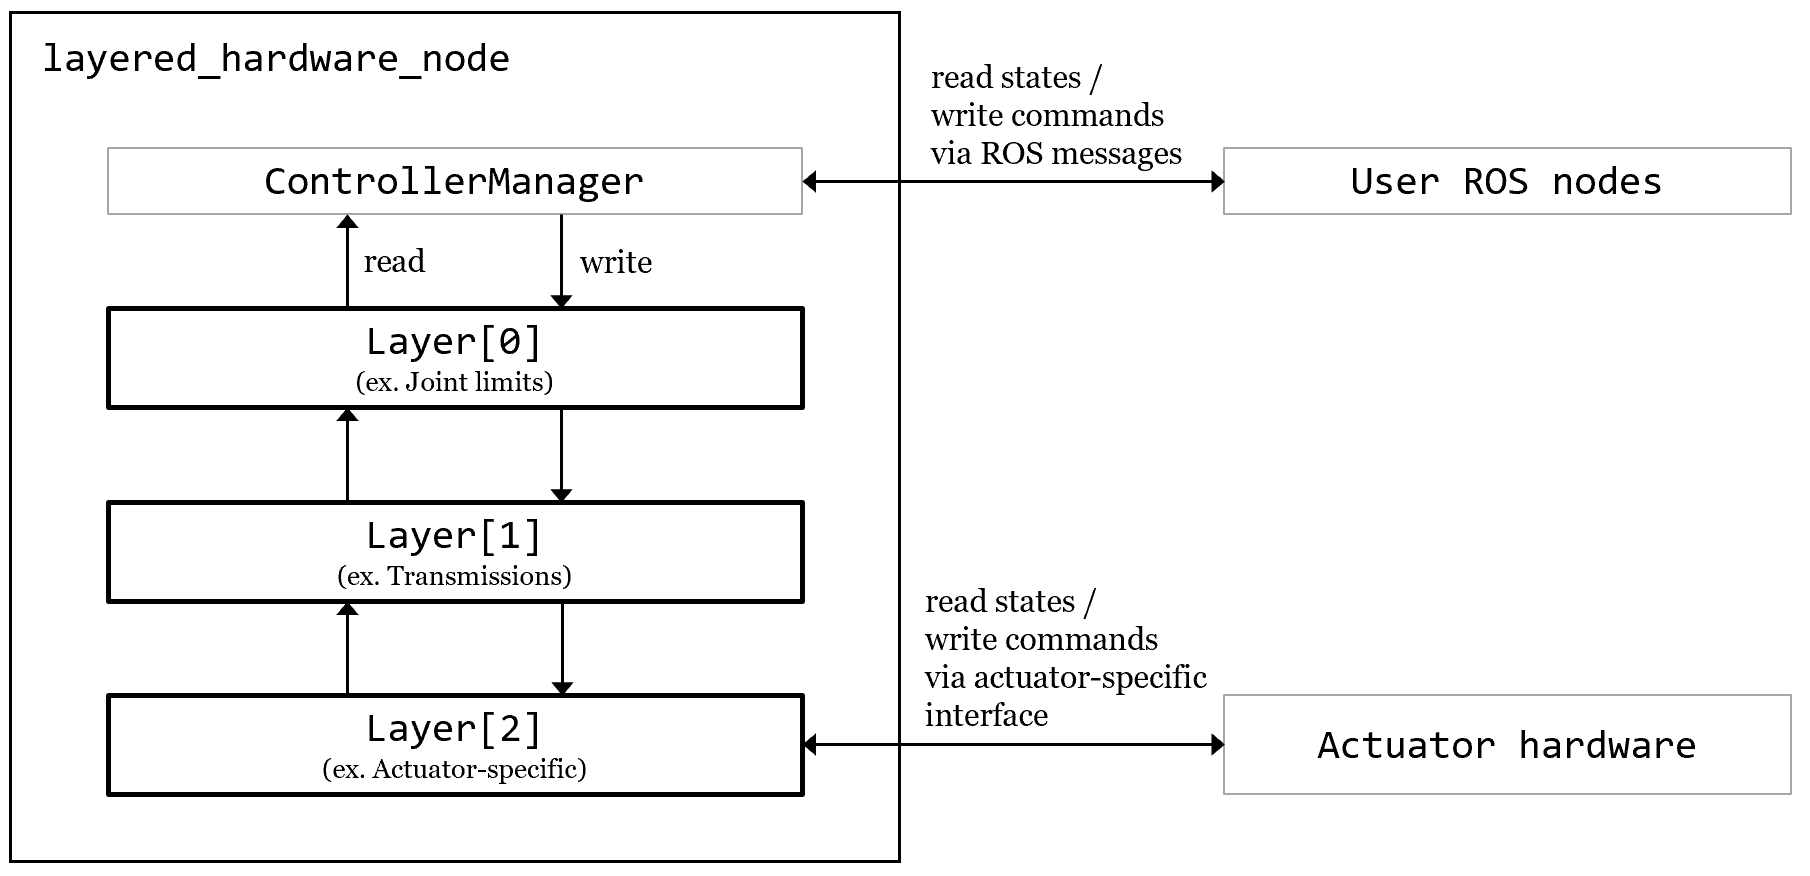 layered_hardware_node
read states /
write commands
via ROS messages
ControllerManager
User ROS nodes
read
write
Layer[0]
(ex. Joint limits)
Layer[1]
(ex. Transmissions)
read states /
write commands
via actuator-specific
interface
Layer[2]
(ex. Actuator-specific)
Actuator hardware